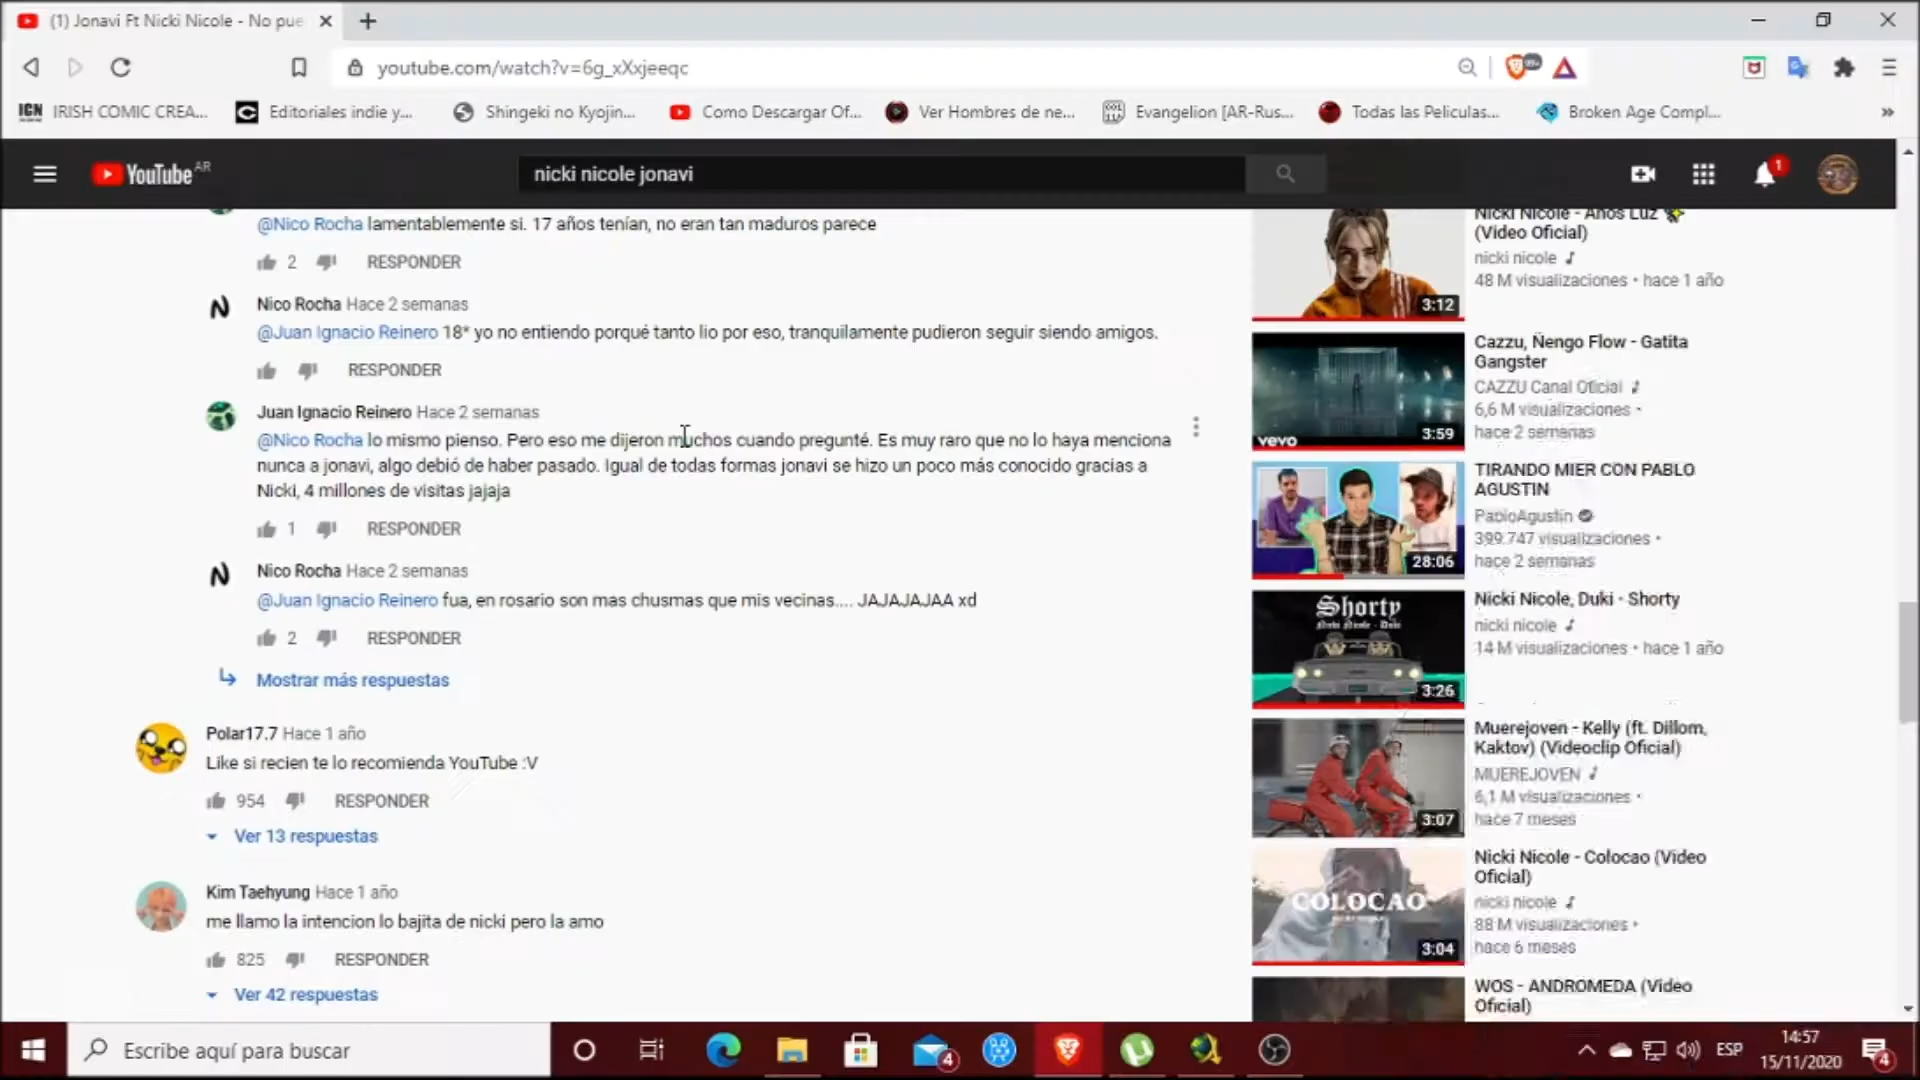 (1) Jonavi Ft Nicki Nicole - No pue
youtube.com/watch?v=6g_xXxjeeqc
99+
IRISH COMIC CREA...
Editoriales indie y...
Shingeki no Kyojin...
Como Descargar Of...
Ver Hombres de ne...
Evangelion [AR-Rus...
Todas las Peliculas...
Broken Age Compl...
»
YouTube AR
nicki nicole jonavi
1
@Nico Rocha lamentablemente si. 17 años tenían, no eran tan maduros parece
2 RESPONDER
Nico Rocha Hace 2 semanas
@Juan Ignacio Reinero 18* yo no entiendo porqué tanto lio por eso, tranquilamente pudieron seguir siendo amigos.
RESPONDER
Juan Ignacio Reinero Hace 2 semanas
@Nico Rocha lo mismo pienso. Pero eso me dijeron muchos cuando pregunté. Es muy raro que no lo haya menciona
nunca a jonavi, algo debió de haber pasado. Igual de todas formas jonavi se hizo un poco más conocido gracias a
Nicki, 4 millones de visitas jajaja
1 RESPONDER
Nico Rocha Hace 2 semanas
@Juan Ignacio Reinero fua, en rosario son mas chusmas que mis vecinas.... JAJAJAJAA xd
2 RESPONDER
Mostrar más respuestas
Polar17.7 Hace 1 año
Like si recien te lo recomienda YouTube :V
954 RESPONDER
Ver 13 respuestas
Kim Taehyung Hace 1 año
me llamo la intencion lo bajita de nicki pero la amo
825 RESPONDER
Ver 42 respuestas
Nicki Nicole - Años Luz
(Video Oficial)
nicki nicole
48 M visualizaciones • hace 1 año
3:12
Cazzu, Ñengo Flow - Gatita
Gangster
CAZZU Canal Oficial
6,6 M visualizaciones •
hace 2 semanas
vevo
3:59
TIRANDO MIER CON PABLO
AGUSTIN
PabloAgustin
399.747 visualizaciones •
hace 2 semanas
28:06
Nicki Nicole, Duki - Shorty
nicki nicole
14 M visualizaciones • hace 1 año
Shorty
Nicki Nicole - Duki
3:26
Muerejoven - Kelly (ft. Dillom,
Kaktov) (Videoclip Oficial)
MUEREJOVEN
6,1 M visualizaciones •
hace 7 meses
3:07
Nicki Nicole - Colocao (Video
Oficial)
nicki nicole
88 M visualizaciones •
hace 6 meses
COLOCAO
3:04
WOS - ANDROMEDA (Video
Oficial)
Escribe aquí para buscar
4
ESP
14:57
15/11/2020
4